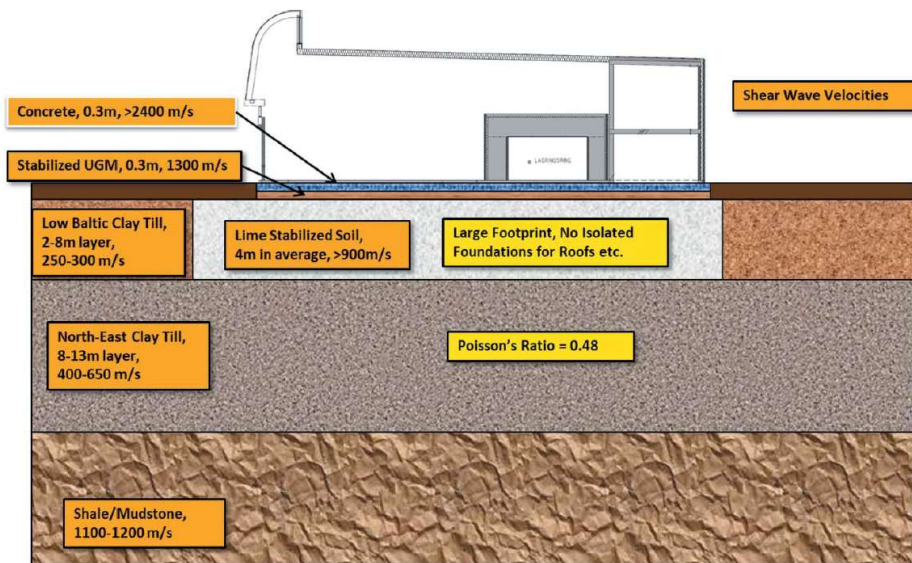 Shear Wave Velocities
Concrete, 0.3m, >2400 m/s
LAGRINGSRING
Stabilized UGM, 0.3m, 1300 m/s
Low Baltic Clay Till,
2-8m layer,
250-300 m/s
Lime Stabilized Soil,
4m in average, >900m/s
Large Footprint, No Isolated
Foundations for Roofs etc.
North-East Clay Till,
8-13m layer,
400-650 m/s
Poisson's Ratio = 0.48
Shale/Mudstone,
1100-1200 m/s